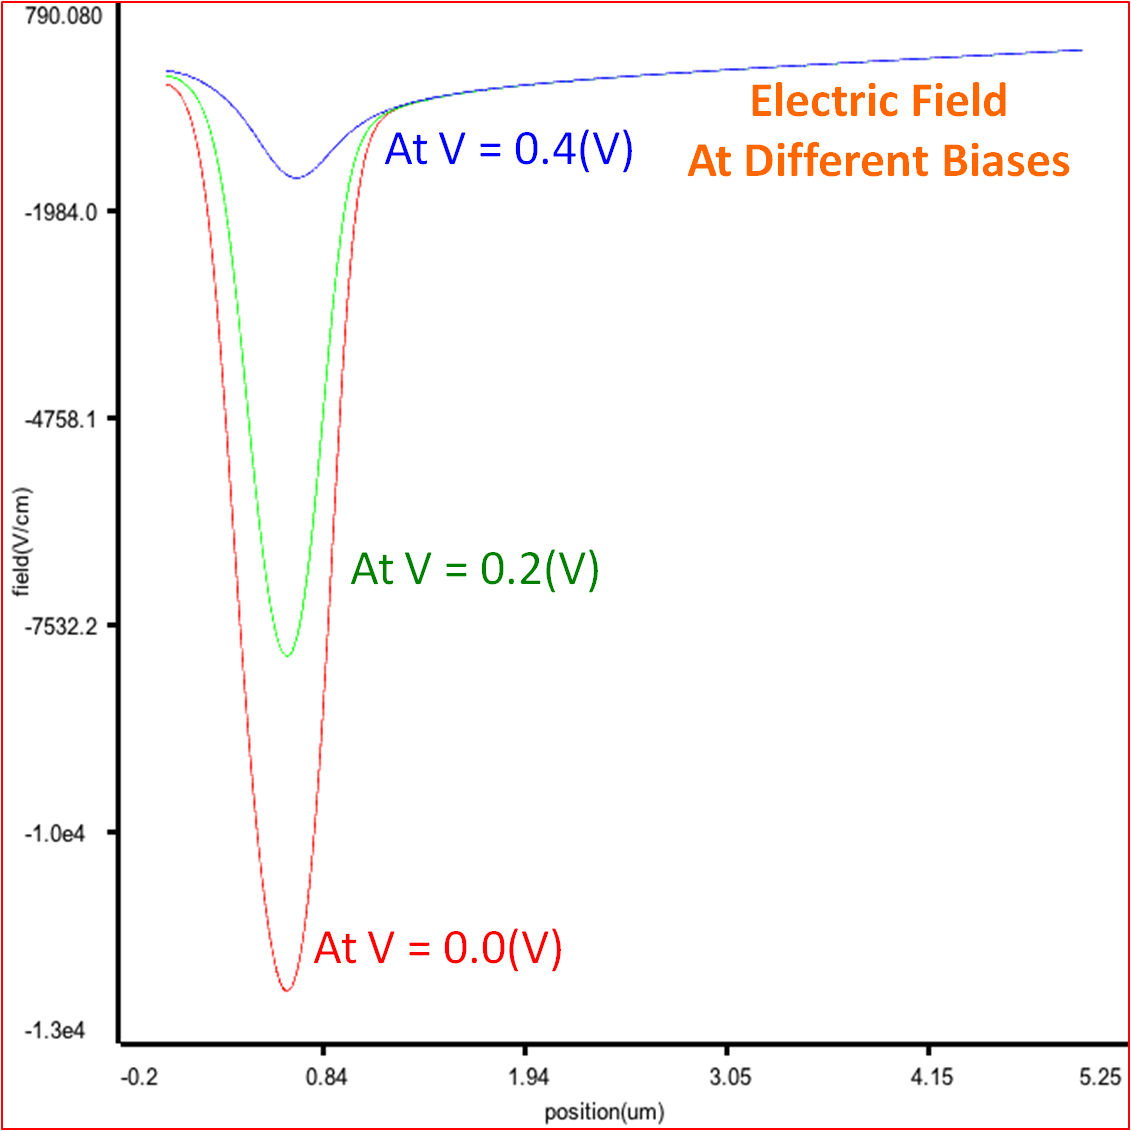 790.080
Electric Field
At Different Biases
At V = 0.4(V)
-1984.0
-4758.1
field(V/cm)
At V = 0.2(V)
-7532.2
-1.0e4
At V = 0.0(V)
-1.3e4
-0.2 0.84 1.94 3.05 4.15 5.25
position(um)